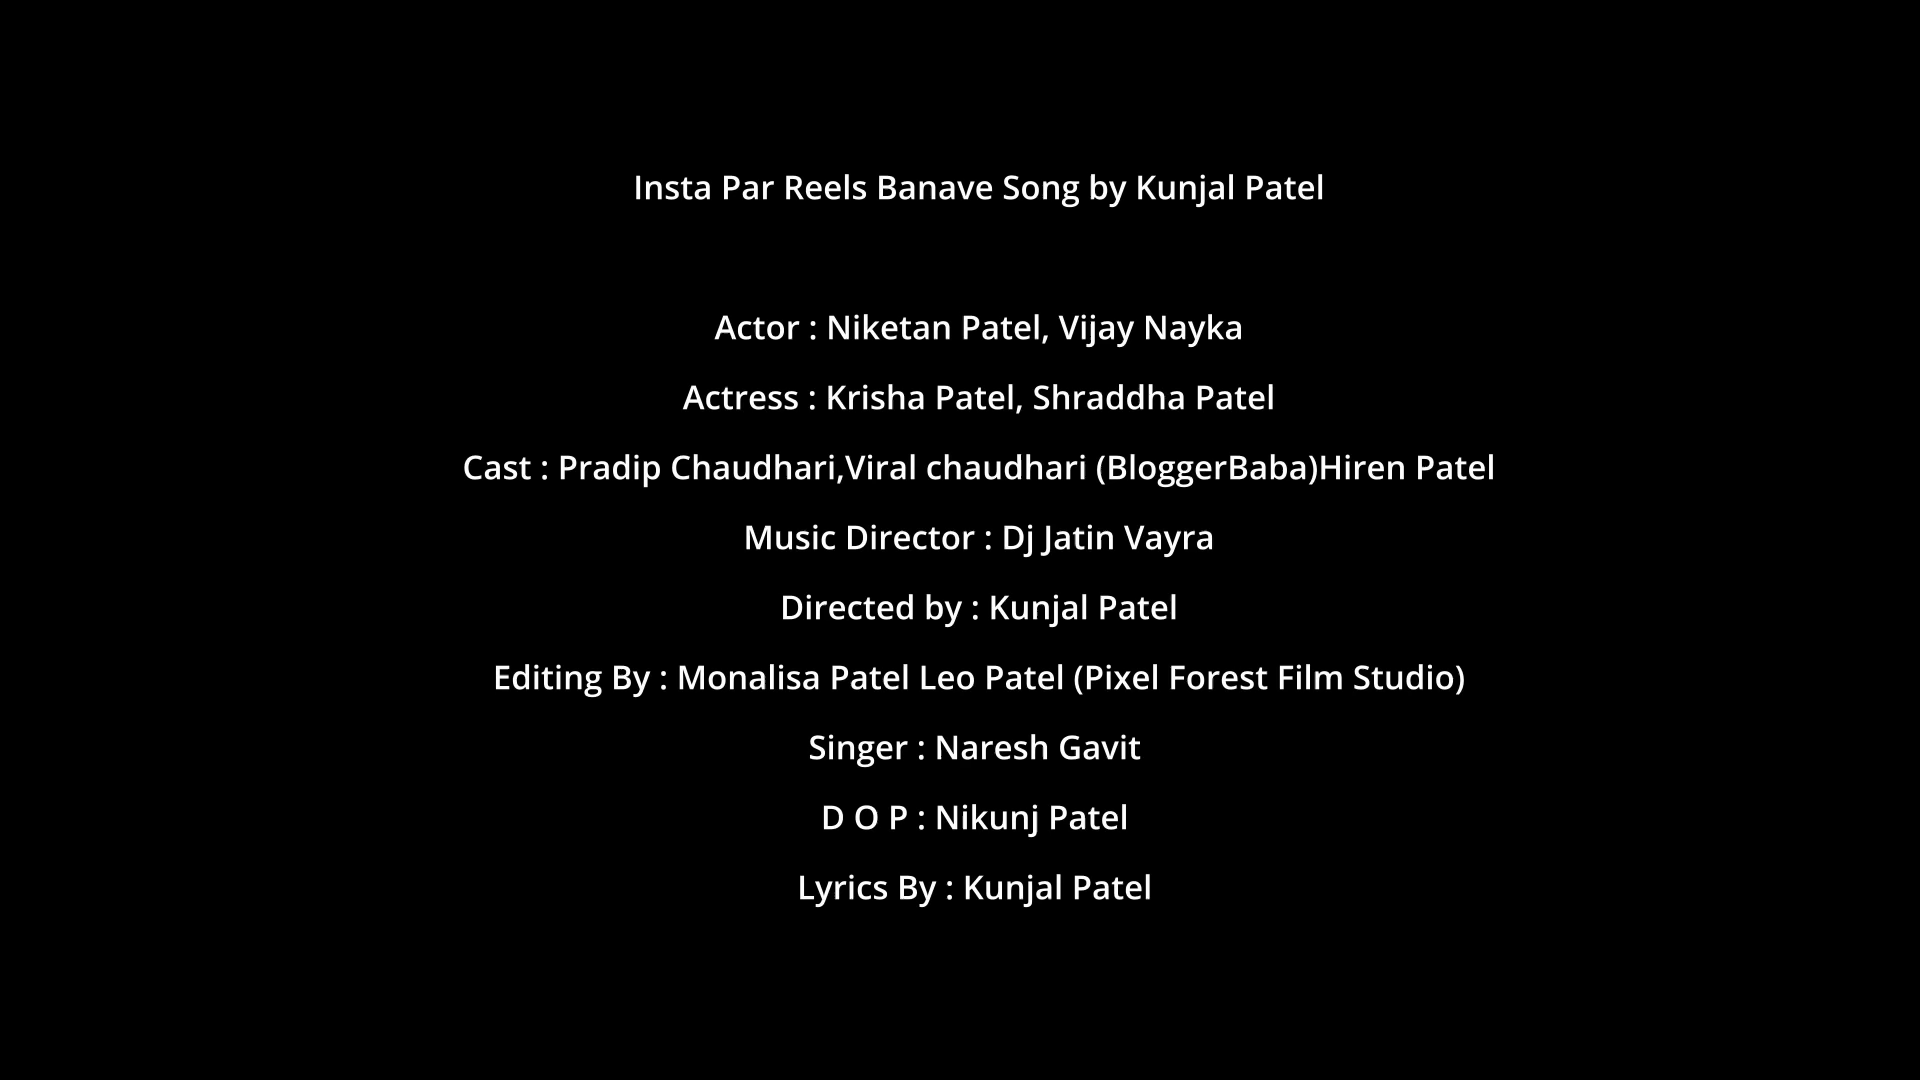 Insta Par Reels Banave Song by Kunjal Patel
Actor : Niketan Patel, Vijay Nayka
Actress : Krisha Patel, Shraddha Patel
Cast : Pradip Chaudhari,Viral chaudhari (BloggerBaba)Hiren Patel
Music Director : Dj Jatin Vayra
Directed by : Kunjal Patel
Editing By : Monalisa Patel Leo Patel (Pixel Forest Film Studio)
Singer : Naresh Gavit
D O P : Nikunj Patel
Lyrics By : Kunjal Patel